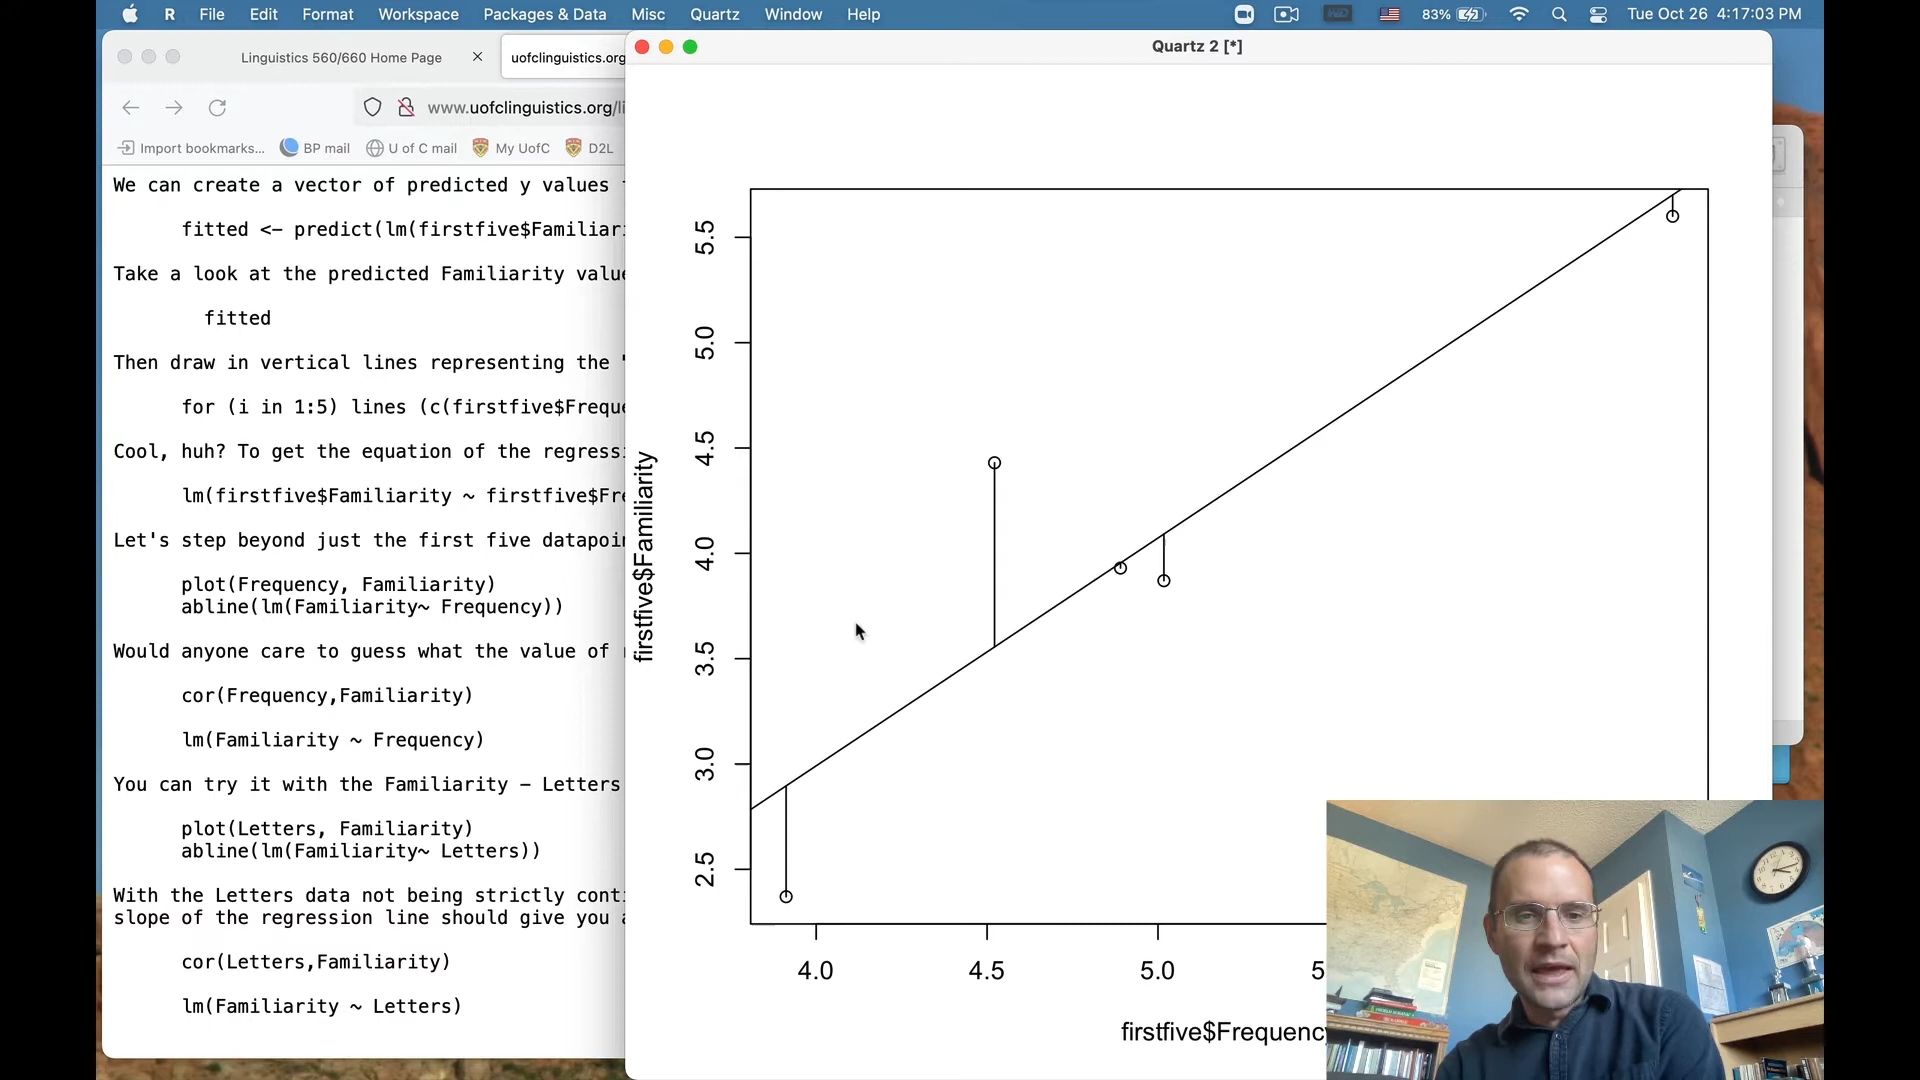 R File Edit Format Workspace Packages & Data Misc Quartz Window Help
83% Tue Oct 26 4:17:03 PM
Linguistics 560/660 Home Page
uofclinguistics.org
Quartz 2 [*]
www.uofclinguistics.org/li
Import bookmarks... BP mail U of C mail My UofC D2L
We can create a vector of predicted y values
fitted <- predict(lm(firstfive$Familiari
Take a look at the predicted Familiarity value
fitted
Then draw in vertical lines representing the "
for (i in 1:5) lines (c(firstfive$Freque
Cool, huh? To get the equation of the regressi
lm(firstfive$Familiarity ~ firstfive$Fre
Let's step beyond just the first five datapoin
plot(Frequency, Familiarity)
abline(lm(Familiarity~ Frequency))
Would anyone care to guess what the value of
cor(Frequency,Familiarity)
lm(Familiarity ~ Frequency)
You can try it with the Familiarity - Letters
plot(Letters, Familiarity)
abline(lm(Familiarity~ Letters))
With the Letters data not being strictly conti
slope of the regression line should give you a
cor(Letters,Familiarity)
lm(Familiarity ~ Letters)
firstfive$Familiarity
5.5
5.0
4.5
4.0
3.5
3.0
2.5
4.0 4.5 5.0 5
firstfive$Frequency